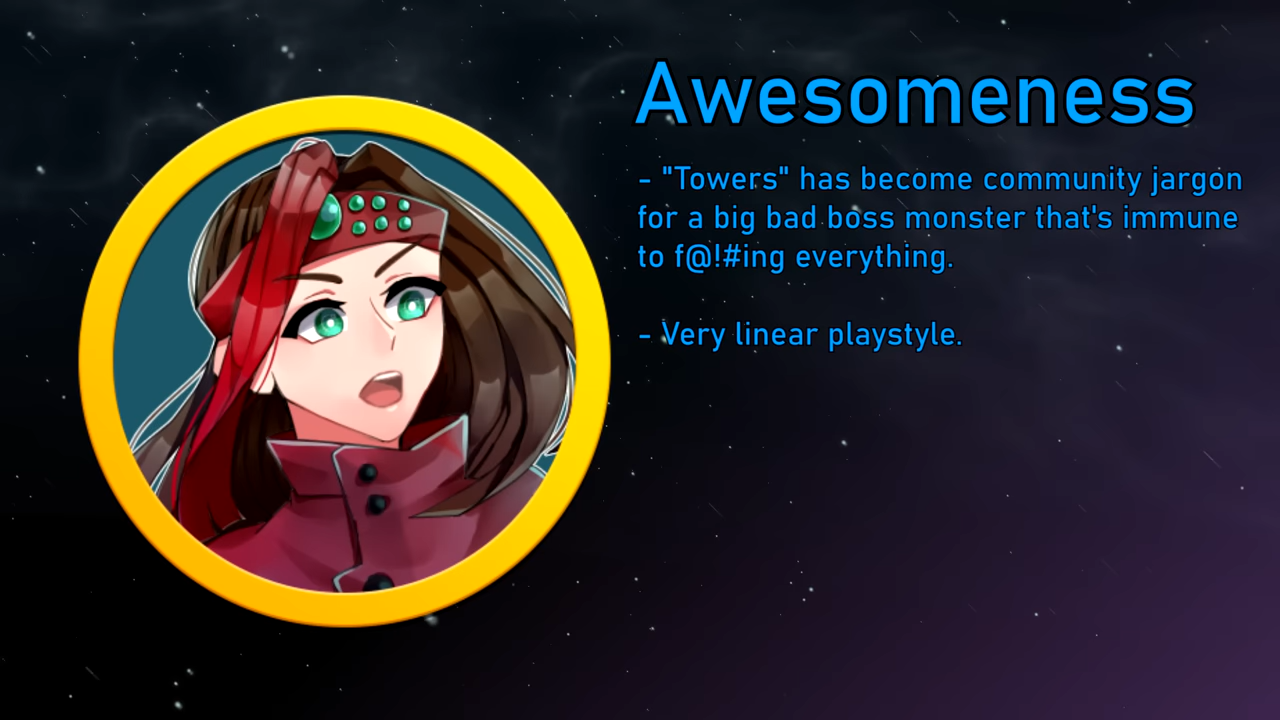 Awesomeness
- "Towers" has become community jargon
for a big bad boss monster that's immune
to f@!#ing everything.
- Very linear playstyle.